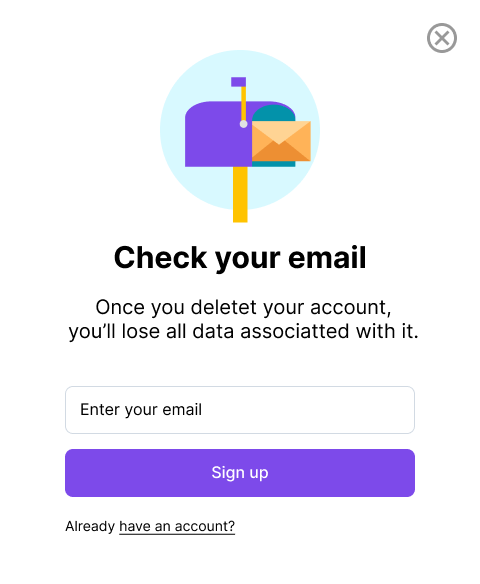 Check your email
Once you deletet your account,
you’ll lose all data associatted with it.
Enter your email
Sign up
Already have an account?